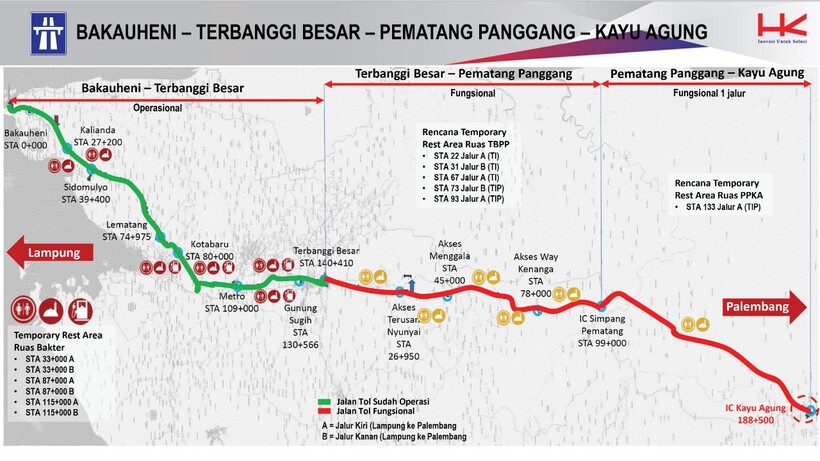 BAKAUHENI – TERBANGGI BESAR – PEMATANG PANGGANG – KAYU AGUNG
HK
Inovasi Untuk Solusi
Bakauheni – Terbanggi Besar
Operasional
Terbanggi Besar – Pematang Panggang
Fungsional
Pematang Panggang – Kayu Agung
Fungsional 1 jalur
Bakauheni
STA 0+000
Kalianda
STA 27+200
Sidomulyo
STA 39+400
Lematang
STA 74+975
Kotabaru
STA 80+000
Metro
STA 109+000
Gunung
Sugih
STA
130+566
Terbanggi Besar
STA 140+410
Rencana Temporary
Rest Area Ruas TBPP
• STA 22 Jalur A (TI)
• STA 31 Jalur B (TI)
• STA 67 Jalur A (TI)
• STA 73 Jalur B (TIP)
• STA 93 Jalur A (TIP)
Rencana Temporary
Rest Area Ruas PPKA
• STA 133 Jalur A (TIP)
Akses
Terusan
Nyunyai
STA
26+950
Akses
Menggala
STA
45+000
Akses Way
Kenanga
STA
78+000
IC Simpang
Pematang
STA 99+000
IC Kayu Agung
188+500
Lampung
Palembang
Temporary Rest Area
Ruas Bakter
• STA 33+000 A
• STA 33+000 B
• STA 87+000 A
• STA 87+000 B
• STA 115+000 A
• STA 115+000 B
Jalan Tol Sudah Operasi
Jalan Tol Fungsional
A = Jalur Kiri (Lampung ke Palembang)
B = Jalur Kanan (Lampung ke Palembang